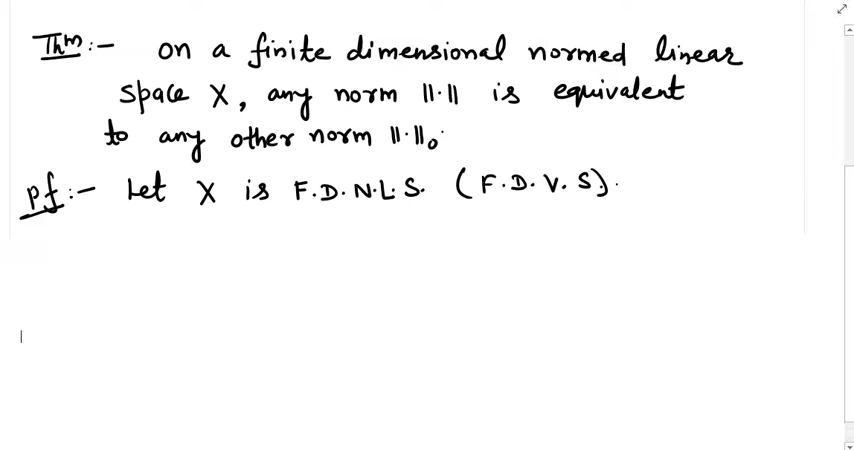 Thm :- on a finite dimensional normed linear
space X, any norm ||·|| is equivalent
to any other norm ||·||₀.
Pf :- Let X is F.D.N.L.S. (F.D.V.S).